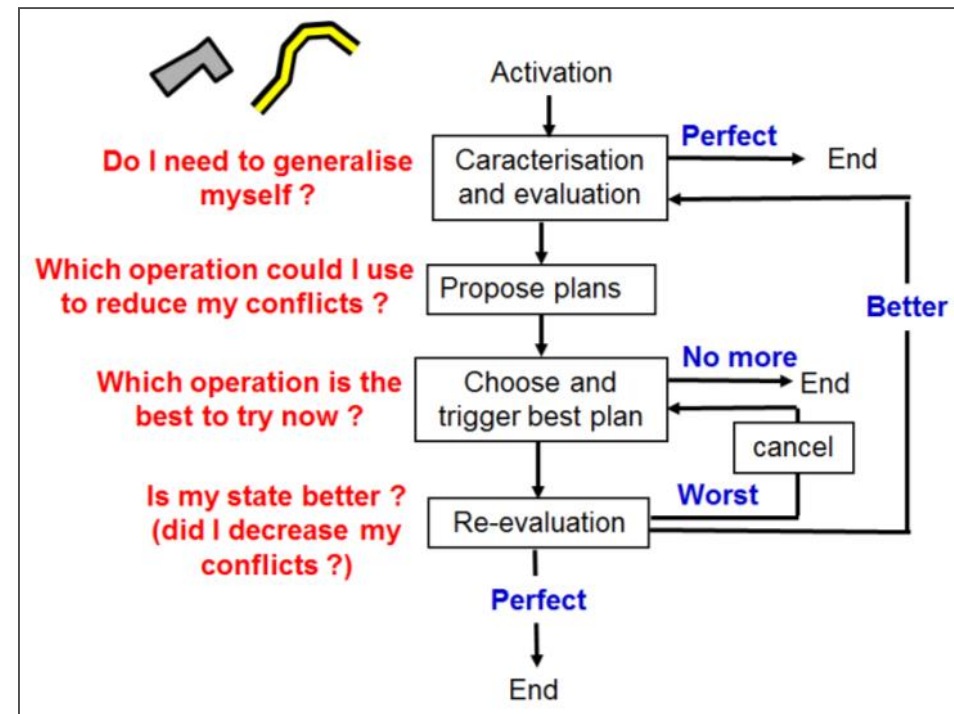 Activation
Do I need to generalise
myself ?
Caracterisation
and evaluation
Perfect
End
Which operation could I use
to reduce my conflicts ?
Propose plans
Better
Which operation is the
best to try now ?
Choose and
trigger best plan
No more
End
cancel
Is my state better ?
(did I decrease my
conflicts ?)
Re-evaluation
Worst
Perfect
End